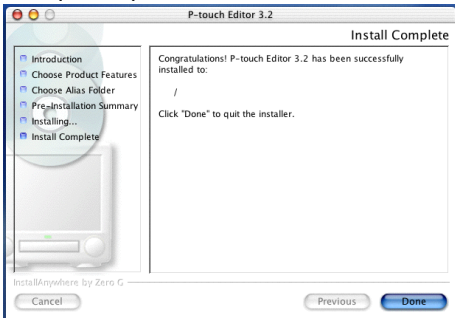 P-touch Editor 3.2
Install Complete
Introduction
Choose Product Features
Choose Alias Folder
Pre-Installation Summary
Installing...
Install Complete
Congratulations! P-touch Editor 3.2 has been successfully
installed to:
/
Click "Done" to quit the installer.
InstallAnywhere by Zero G
Cancel
Previous
Done